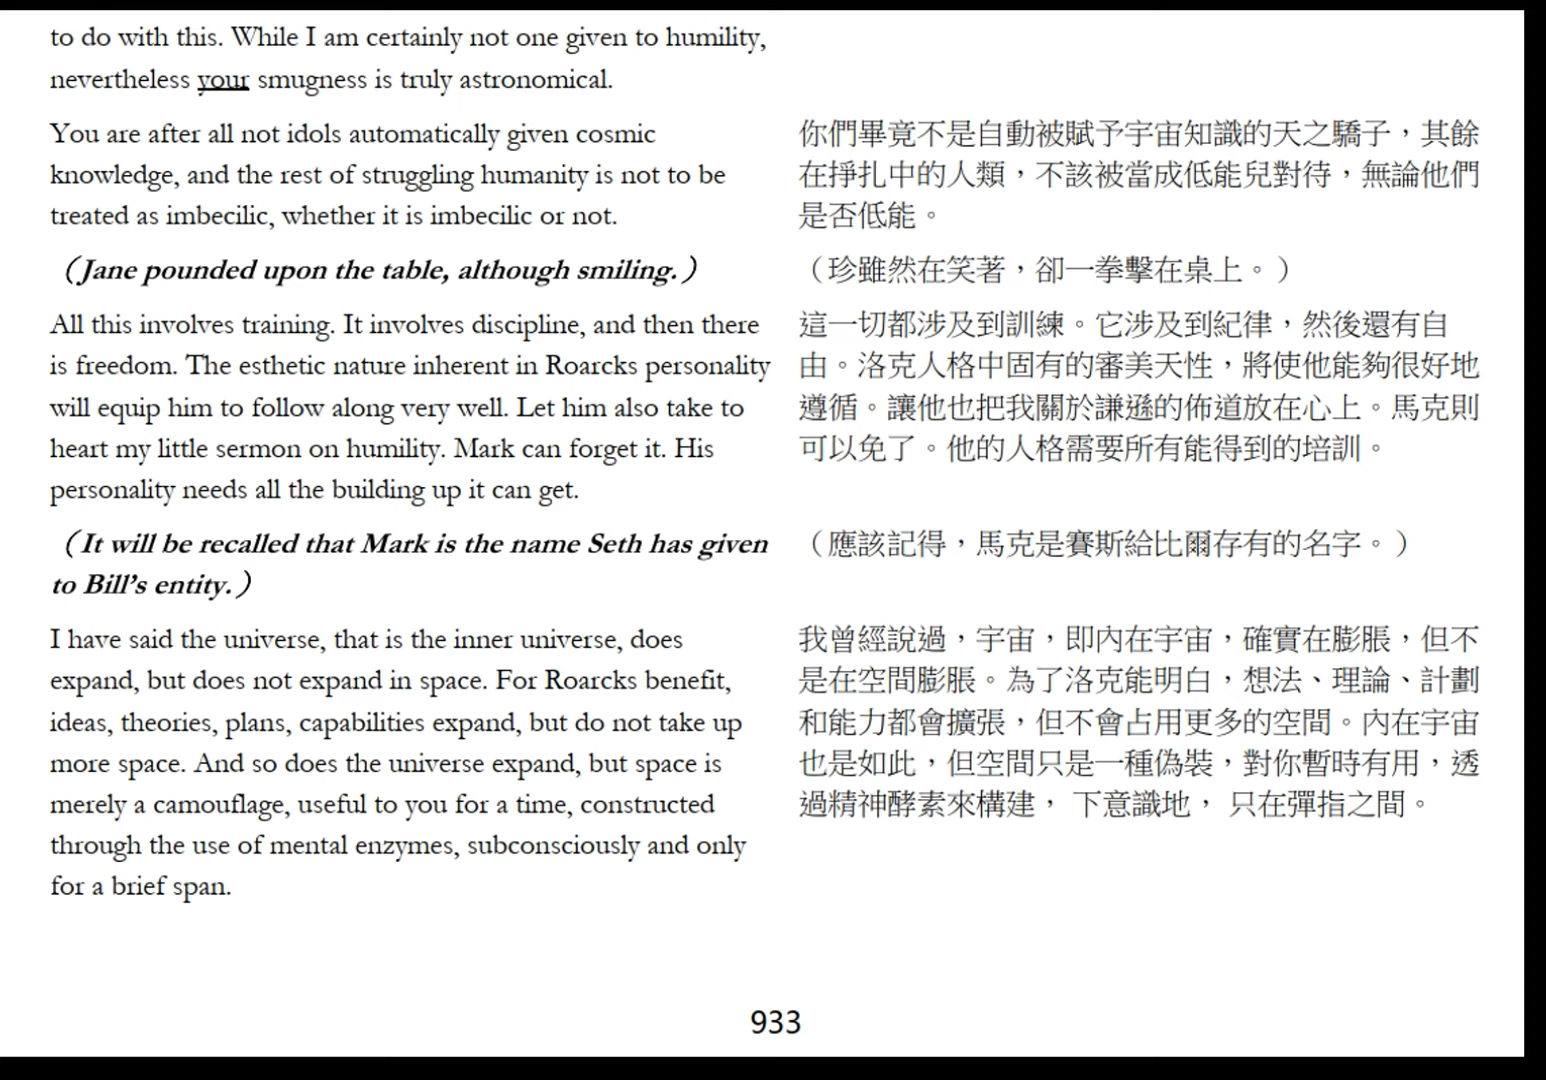 to do with this. While I am certainly not one given to humility,
nevertheless your smugness is truly astronomical.
You are after all not idols automatically given cosmic
knowledge, and the rest of struggling humanity is not to be
treated as imbecilic, whether it is imbecilic or not.
你們畢竟不是自動被賦予宇宙知識的天之驕子，其餘
在掙扎中的人類，不該被當成低能兒對待，無論他們
是否低能。
（Jane pounded upon the table, although smiling.）
（珍雖然在笑著，卻一拳擊在桌上。）
All this involves training. It involves discipline, and then there
is freedom. The esthetic nature inherent in Roarcks personality
will equip him to follow along very well. Let him also take to
heart my little sermon on humility. Mark can forget it. His
personality needs all the building up it can get.
這一切都涉及到訓練。它涉及到紀律，然後還有自
由。洛克人格中固有的審美天性，將使他能夠很好地
遵循。讓他也把我關於謙遜的佈道放在心上。馬克則
可以免了。他的人格需要所有能得到的培訓。
（It will be recalled that Mark is the name Seth has given
to Bill’s entity.）
（應該記得，馬克是賽斯給比爾存有的名字。）
I have said the universe, that is the inner universe, does
expand, but does not expand in space. For Roarcks benefit,
ideas, theories, plans, capabilities expand, but do not take up
more space. And so does the universe expand, but space is
merely a camouflage, useful to you for a time, constructed
through the use of mental enzymes, subconsciously and only
for a brief span.
我曾經說過，宇宙，即內在宇宙，確實在膨脹，但不
是在空間膨脹。為了洛克能明白，想法、理論、計劃
和能力都會擴張，但不會占用更多的空間。內在宇宙
也是如此，但空間只是一種偽裝，對你暫時有用，透
過精神酵素來構建， 下意識地， 只在彈指之間。
933